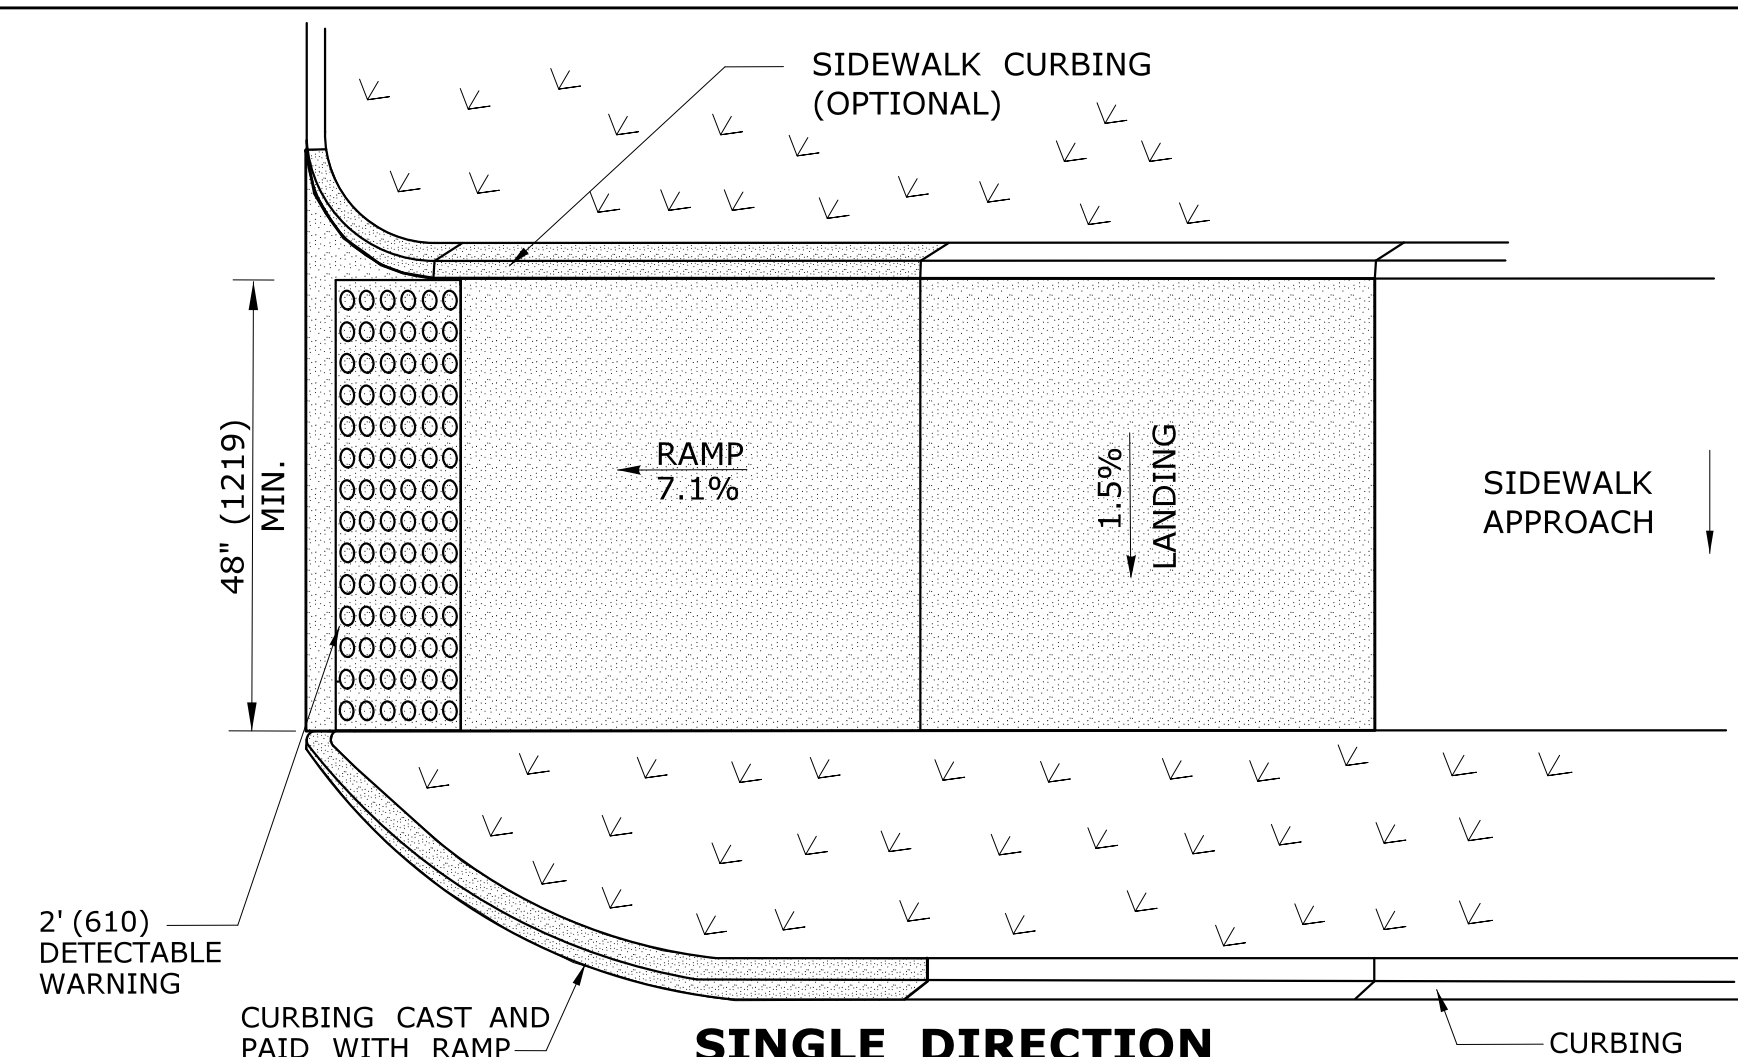 SIDEWALK CURBING
(OPTIONAL)
48" (1219)
MIN.
RAMP
7.1%
1.5%
LANDING
SIDEWALK
APPROACH
2' (610)
DETECTABLE
WARNING
CURBING CAST AND
PAID WITH RAMP
SINGLE DIRECTION
CURBING